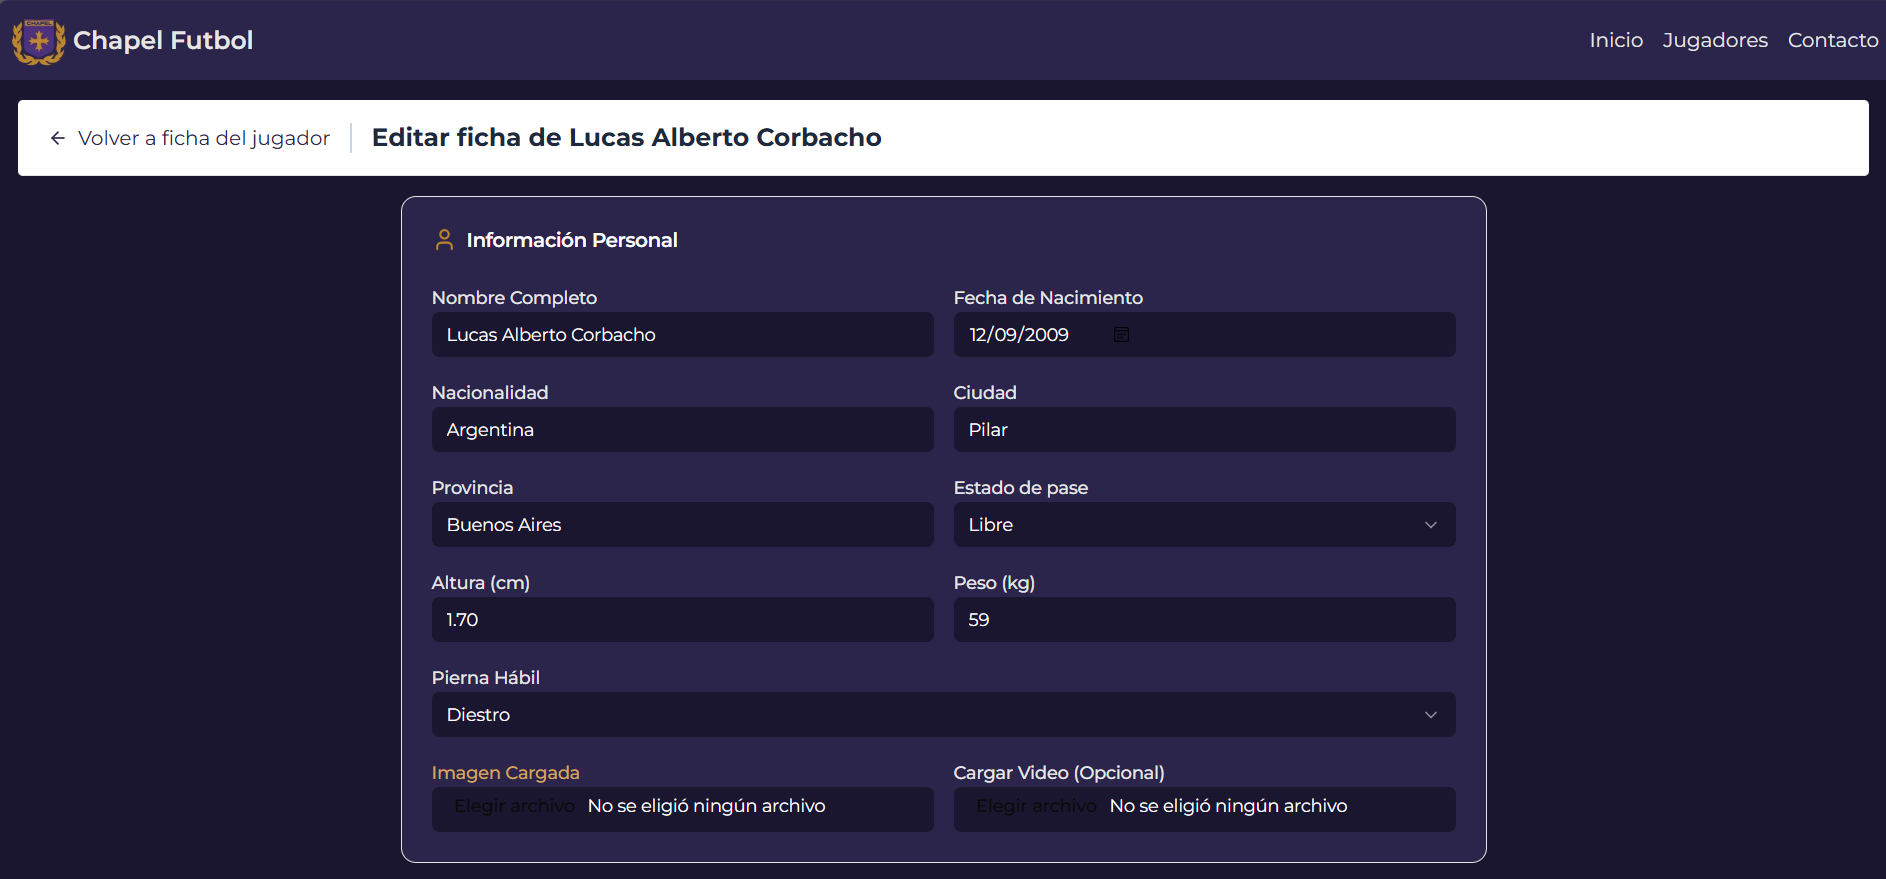 CHAPEL
Chapel Futbol
Inicio Jugadores Contacto
← Volver a ficha del jugador
Editar ficha de Lucas Alberto Corbacho
Información Personal
Nombre Completo
Lucas Alberto Corbacho
Fecha de Nacimiento
12/09/2009
Nacionalidad
Argentina
Ciudad
Pilar
Provincia
Buenos Aires
Estado de pase
Libre
Altura (cm)
1.70
Peso (kg)
59
Pierna Hábil
Diestro
Imagen Cargada
Elegir archivo No se eligió ningún archivo
Cargar Video (Opcional)
Elegir archivo No se eligió ningún archivo